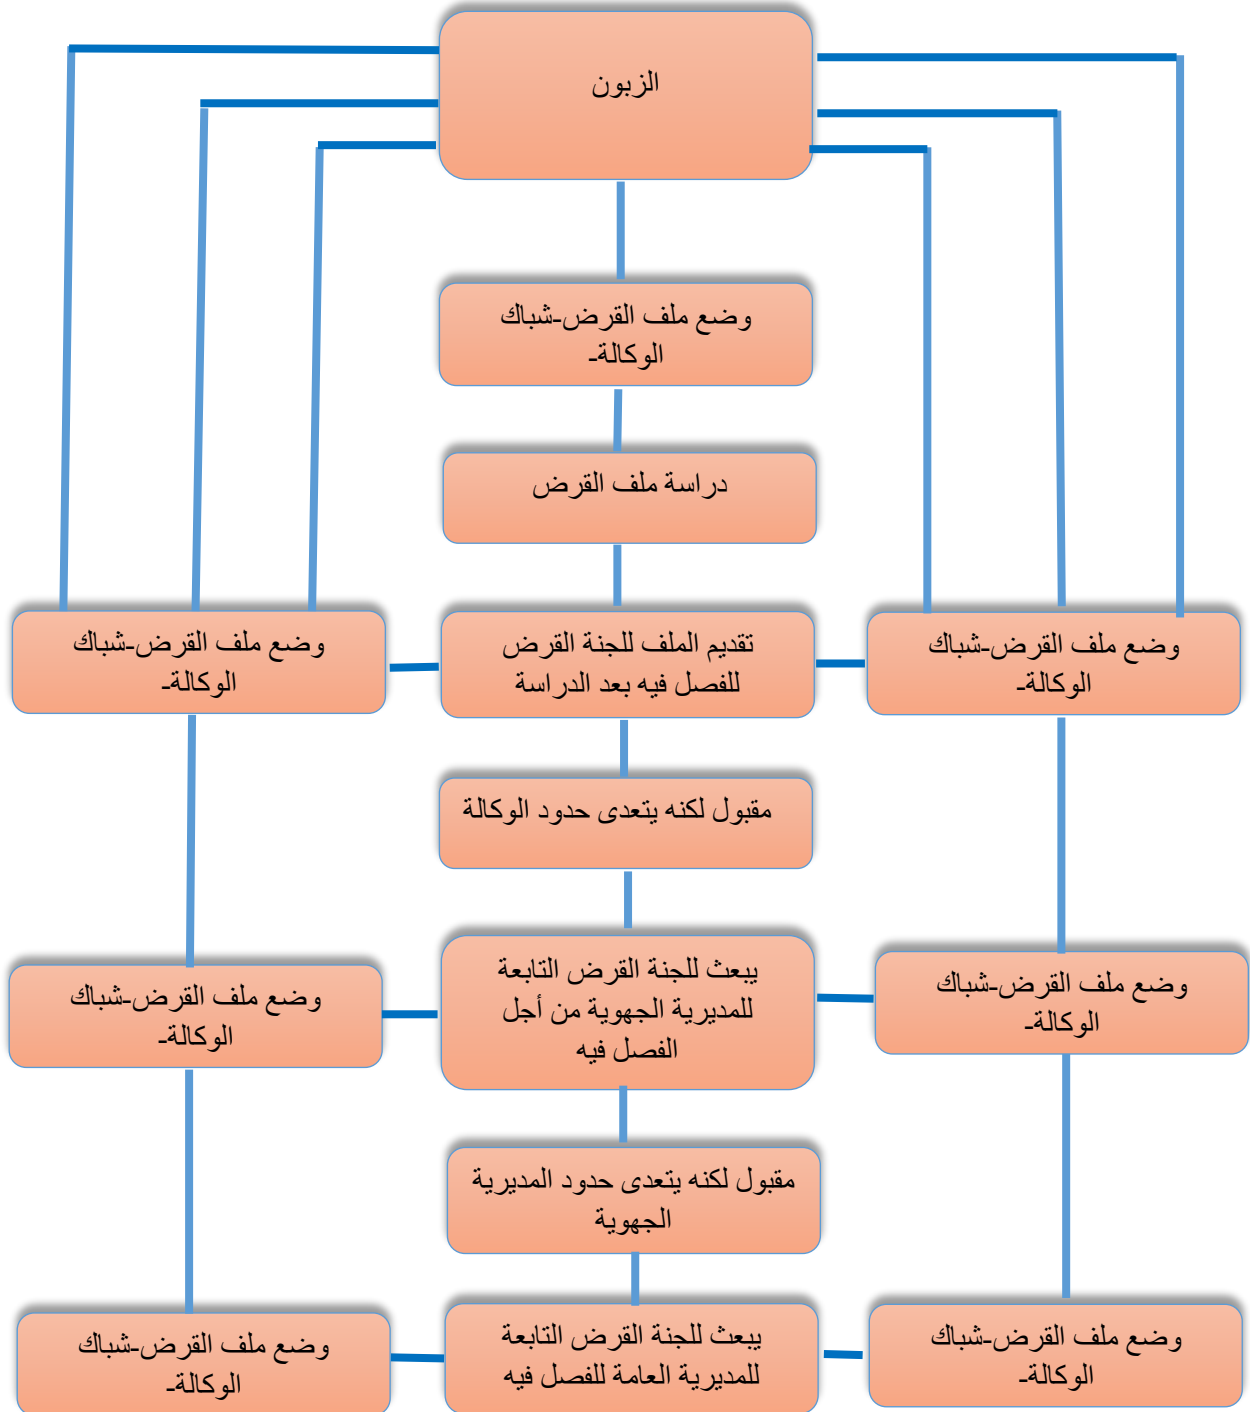 الزبون
وضع ملف القرض-شباك
الوكالة-
دراسة ملف القرض
وضع ملف القرض-شباك
الوكالة-
تقديم الملف للجنة القرض
للفصل فيه بعد الدراسة
وضع ملف القرض-شباك
الوكالة-
مقبول لكنه يتعدى حدود الوكالة
وضع ملف القرض-شباك
الوكالة-
يبعث للجنة القرض التابعة
للمديرية الجهوية من أجل
الفصل فيه
وضع ملف القرض-شباك
الوكالة-
مقبول لكنه يتعدى حدود المديرية
الجهوية
وضع ملف القرض-شباك
الوكالة-
يبعث للجنة القرض التابعة
للمديرية العامة للفصل فيه
وضع ملف القرض-شباك
الوكالة-